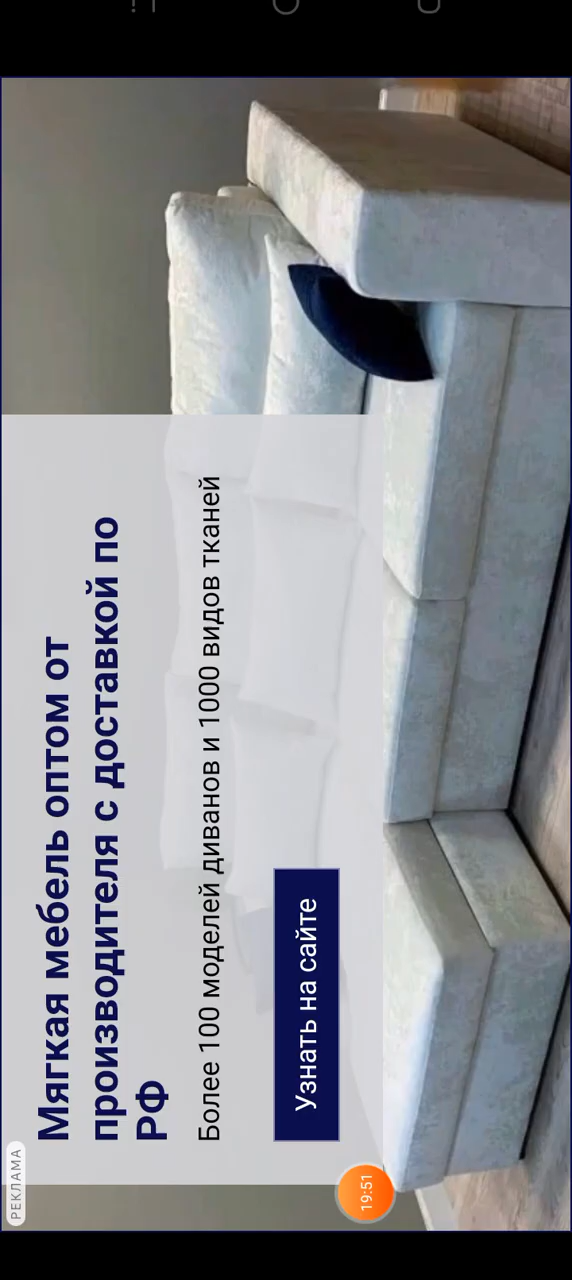 РЕКЛАМА
Мягкая мебель оптом от
производителя с доставкой по
РФ
Более 100 моделей диванов и 1000 видов тканей
Узнать на сайте
19:51